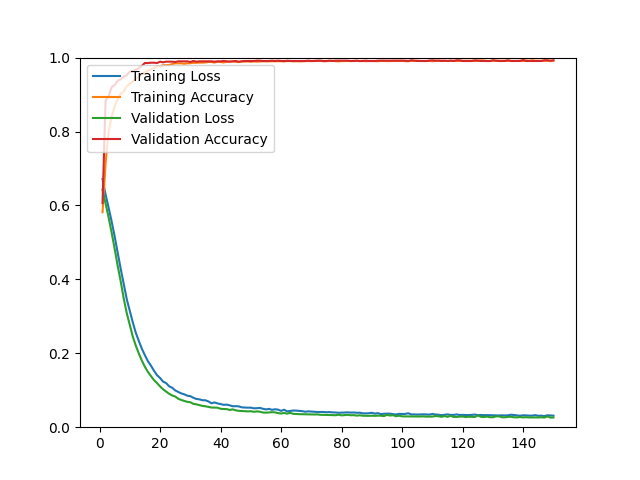 1.0
0.8
0.6
0.4
0.2
0.0
Training Loss
Training Accuracy
Validation Loss
Validation Accuracy
0 20 40 60 80 100 120 140